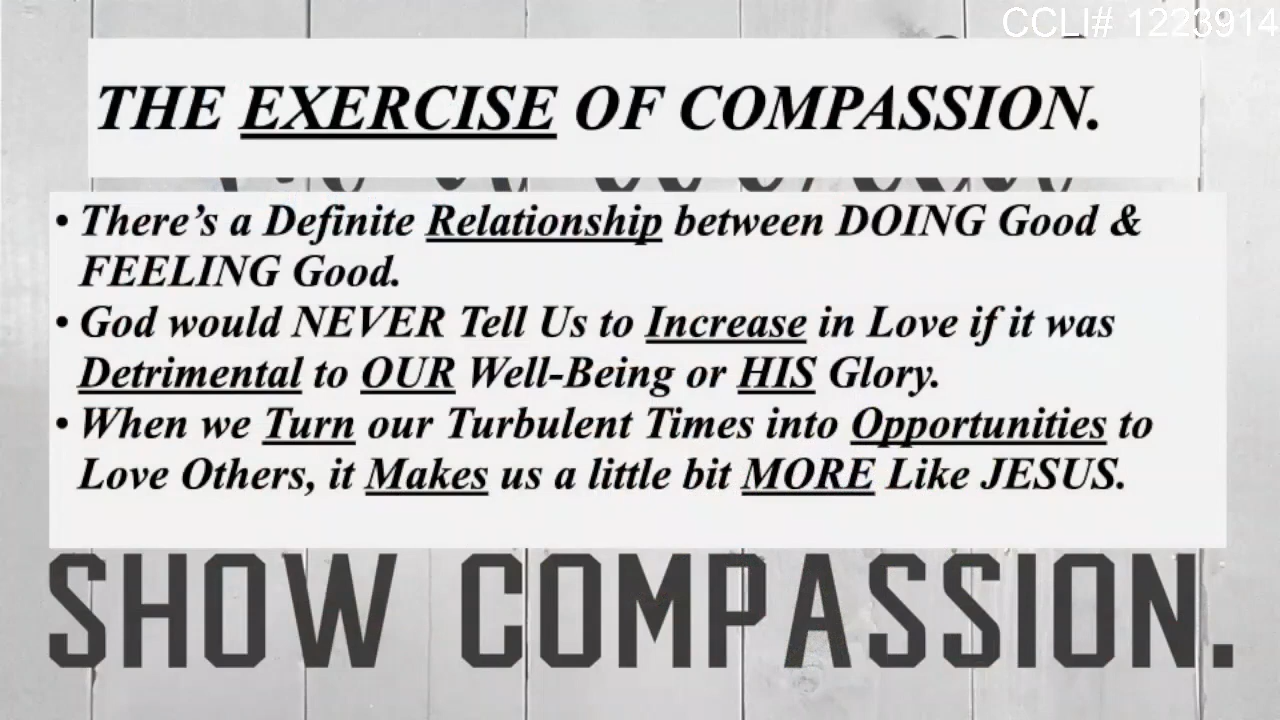 CCLI# 1223914
THE EXERCISE OF COMPASSION.
• There’s a Definite Relationship between DOING Good &
FEELING Good.
• God would NEVER Tell Us to Increase in Love if it was
Detrimental to OUR Well-Being or HIS Glory.
• When we Turn our Turbulent Times into Opportunities to
Love Others, it Makes us a little bit MORE Like JESUS.
SHOW COMPASSION.